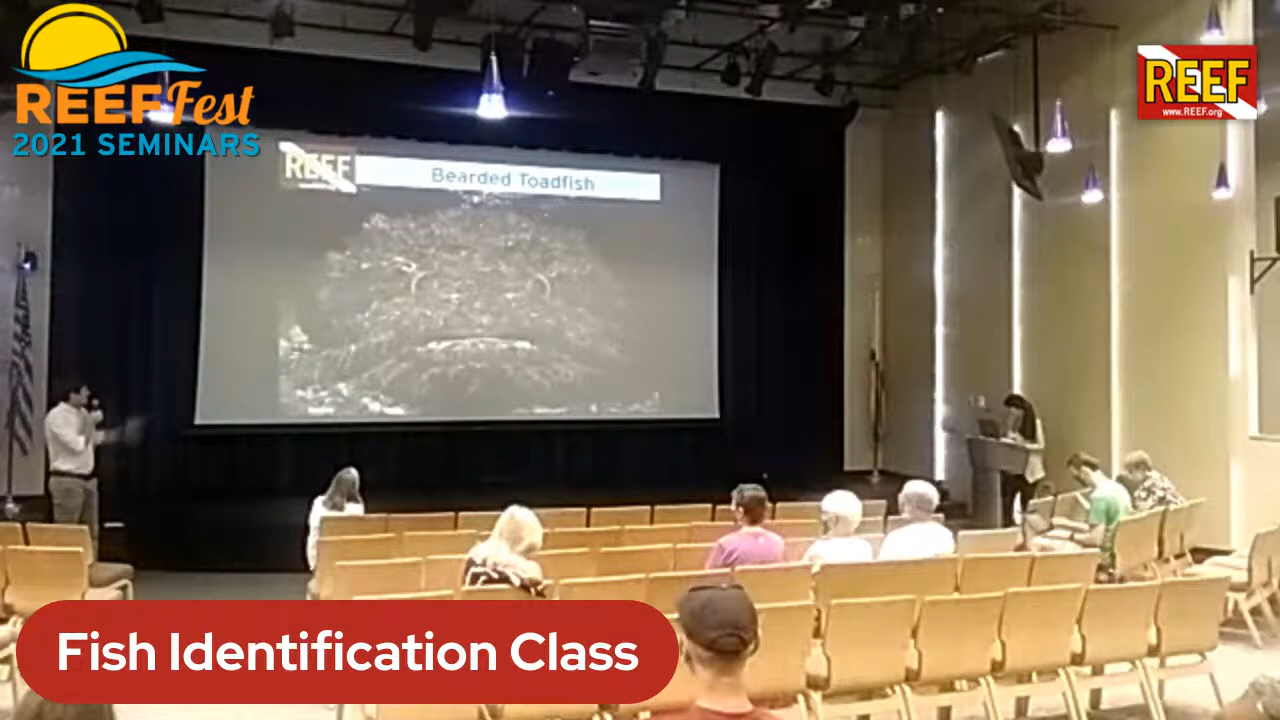 REEF Fest
2021 SEMINARS
REEF
www.REEF.org
REEF
Bearded Toadfish
Fish Identification Class